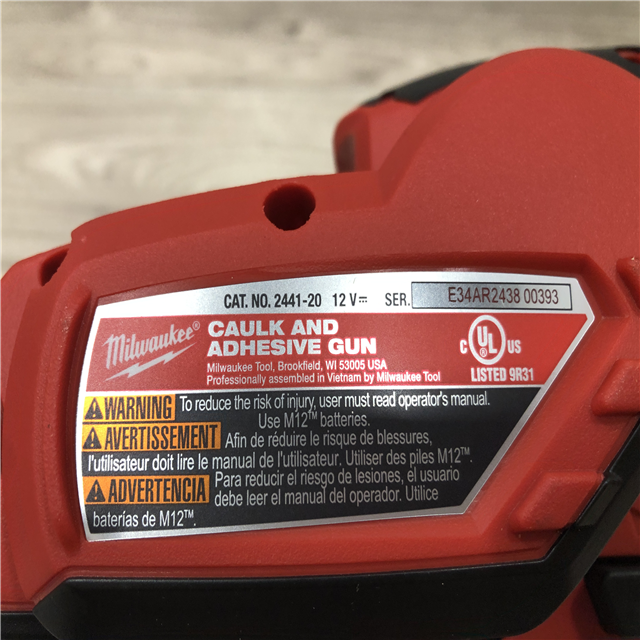 CAT. NO. 2441-20 12 V⎓ SER. E34AR2438 00393
Milwaukee®
CAULK AND
ADHESIVE GUN
Milwaukee Tool, Brookfield, WI 53005 USA
Professionally assembled in Vietnam by Milwaukee Tool
C UL US
LISTED 9R31
WARNING To reduce the risk of injury, user must read operator's manual.
Use M12™ batteries.
AVERTISSEMENT Afin de réduire le risque de blessures,
l'utilisateur doit lire le manual de l'utilisateur. Utiliser des piles M12™.
ADVERTENCIA Para reducir el riesgo de lesiones, el usuario
debe leer el manual del operador. Utilice
baterías de M12™.